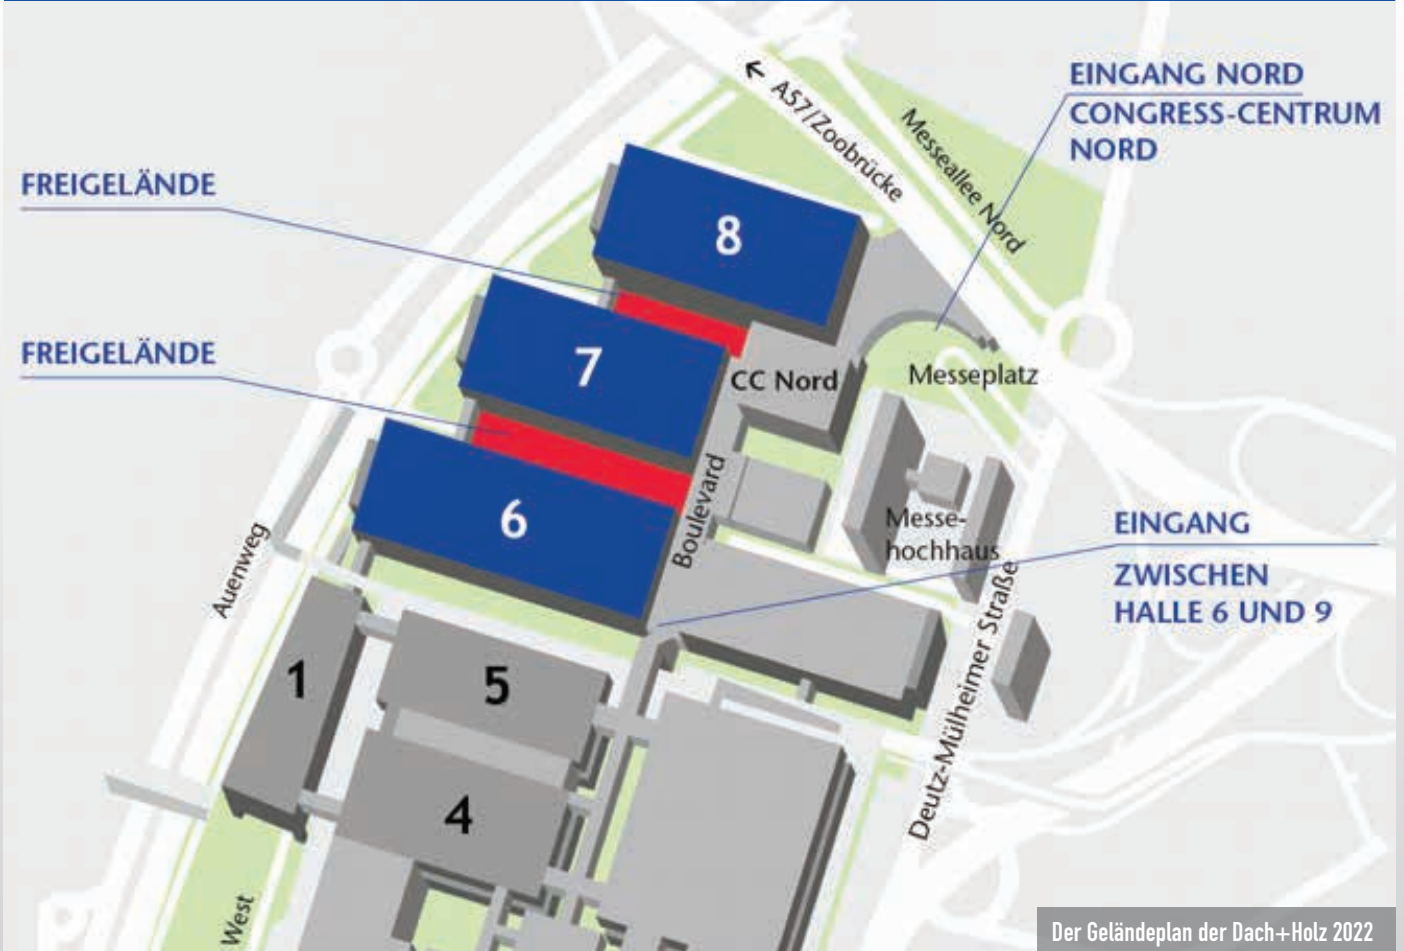 EINGANG NORD
CONGRESS-CENTRUM
NORD
← A57/Zoobrücke
Messeallee Nord
FREIGELÄNDE
8
FREIGELÄNDE
7
CC Nord
Messeplatz
6
Boulevard
Messe-
hochhaus
EINGANG
ZWISCHEN
HALLE 6 UND 9
Auenweg
Deutz-Mülheimer Straße
1
5
4
West
Der Geländeplan der Dach+Holz 2022